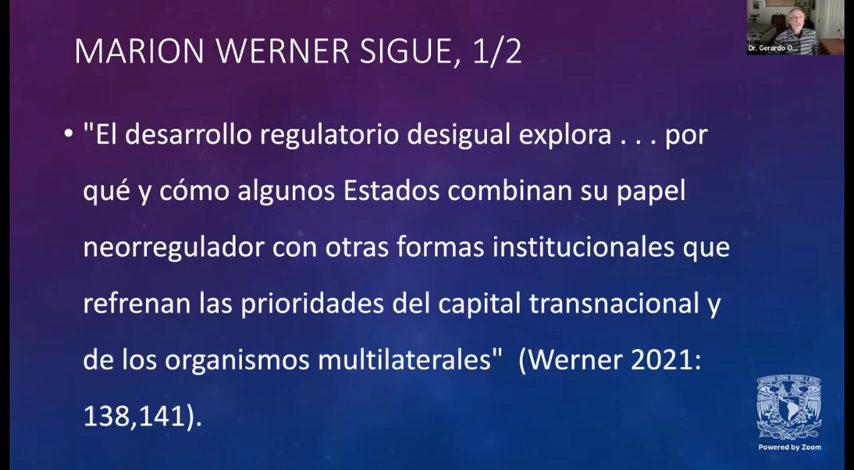 MARION WERNER SIGUE, 1/2
Dr. Gerardo O...
• "El desarrollo regulatorio desigual explora . . . por
qué y cómo algunos Estados combinan su papel
neorregulador con otras formas institucionales que
refrenan las prioridades del capital transnacional y
de los organismos multilaterales" (Werner 2021:
138,141).
Powered by Zoom